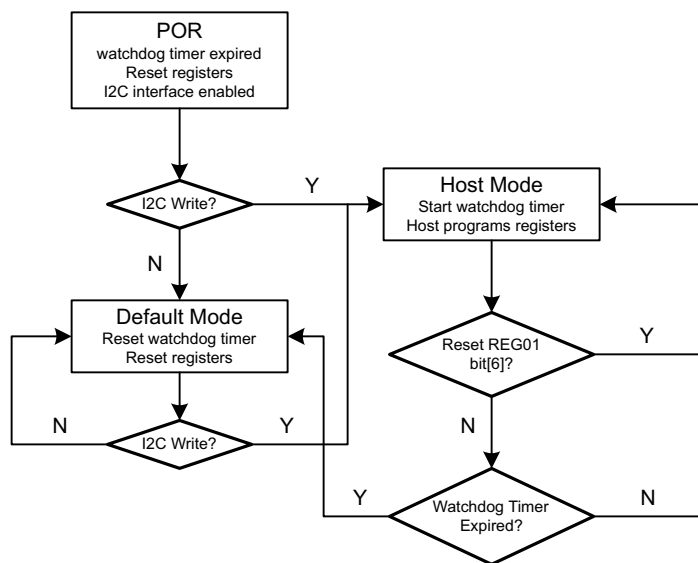 POR
watchdog timer expired
Reset registers
I2C interface enabled
I2C Write?
Y
N
Host Mode
Start watchdog timer
Host programs registers
Default Mode
Reset watchdog timer
Reset registers
Reset REG01
bit[6]?
Y
N
I2C Write?
N
Y
Watchdog Timer
Expired?
Y
N